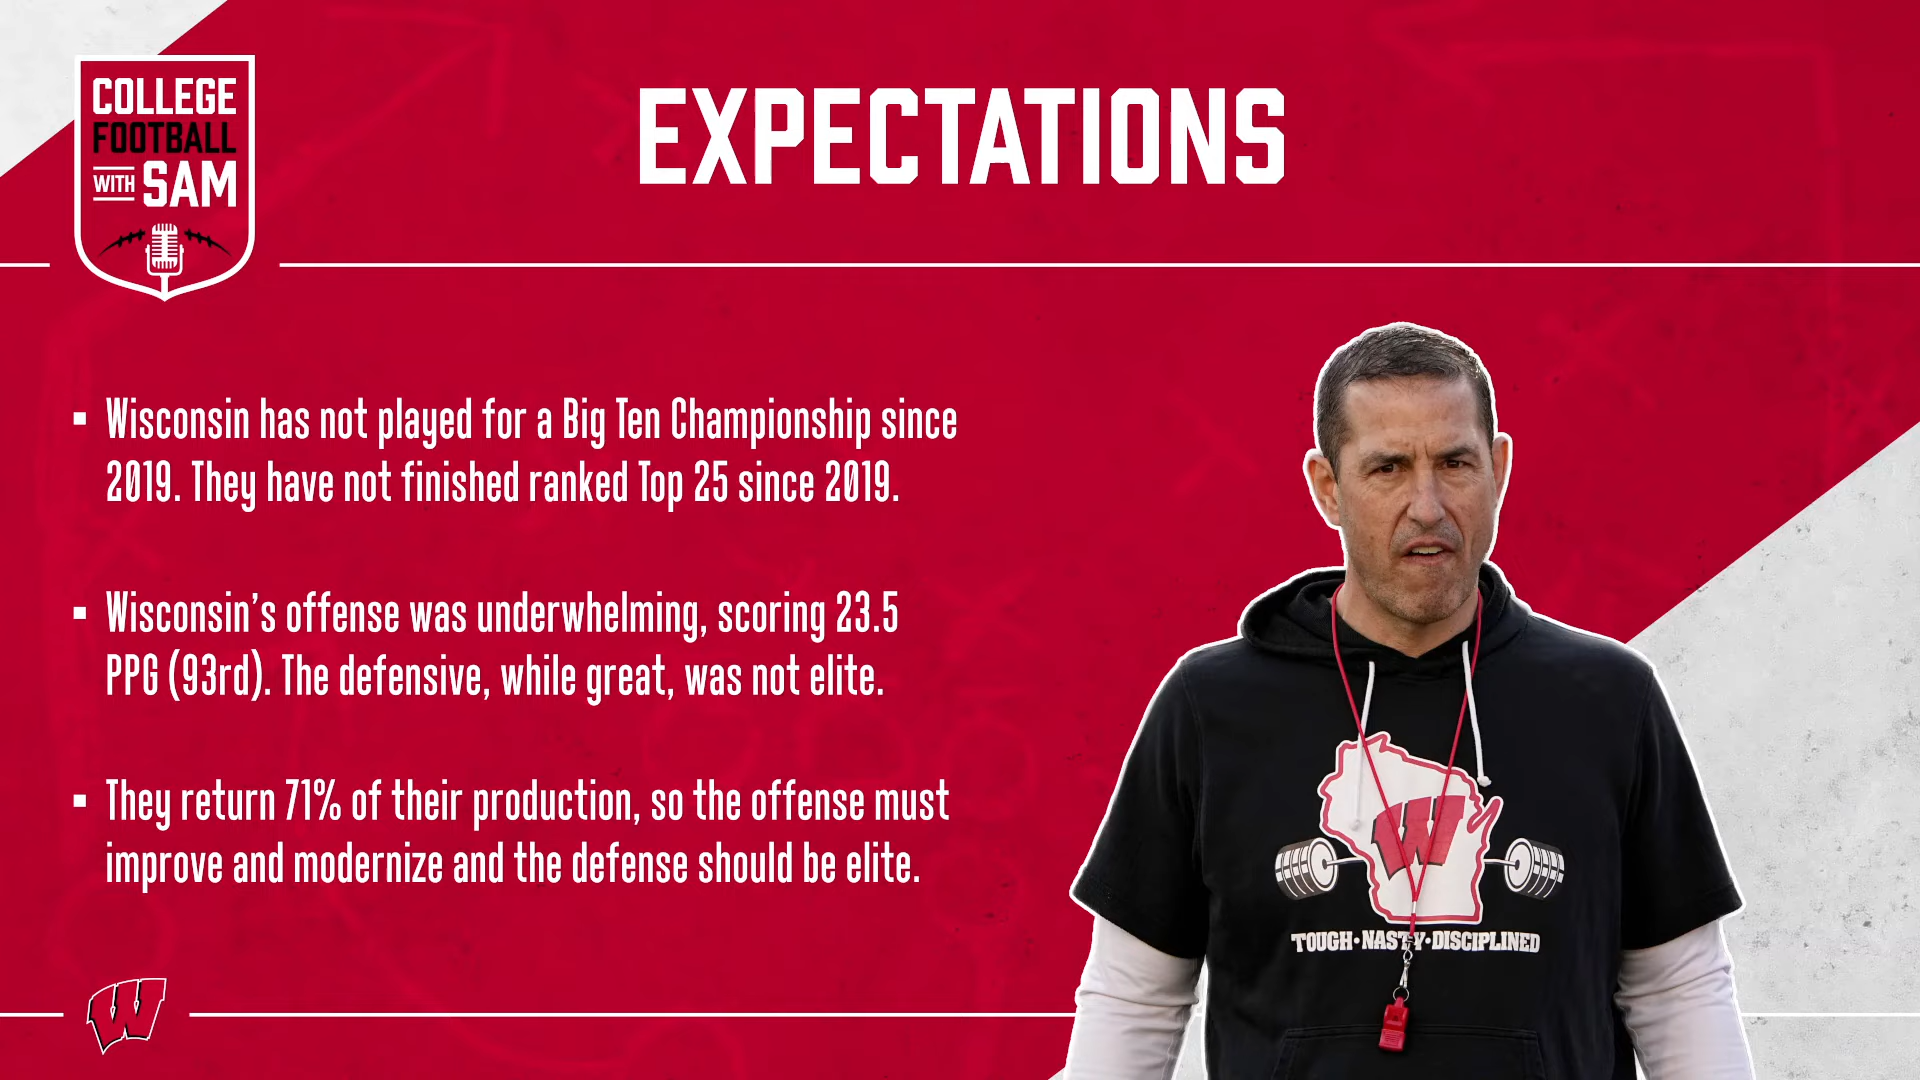 COLLEGE
FOOTBALL
WITH SAM
EXPECTATIONS
▪ Wisconsin has not played for a Big Ten Championship since
2019. They have not finished ranked Top 25 since 2019.
▪ Wisconsin's offense was underwhelming, scoring 23.5
PPG (93rd). The defensive, while great, was not elite.
▪ They return 71% of their production, so the offense must
improve and modernize and the defense should be elite.
W
TOUGH·NASTY·DISCIPLINED
W